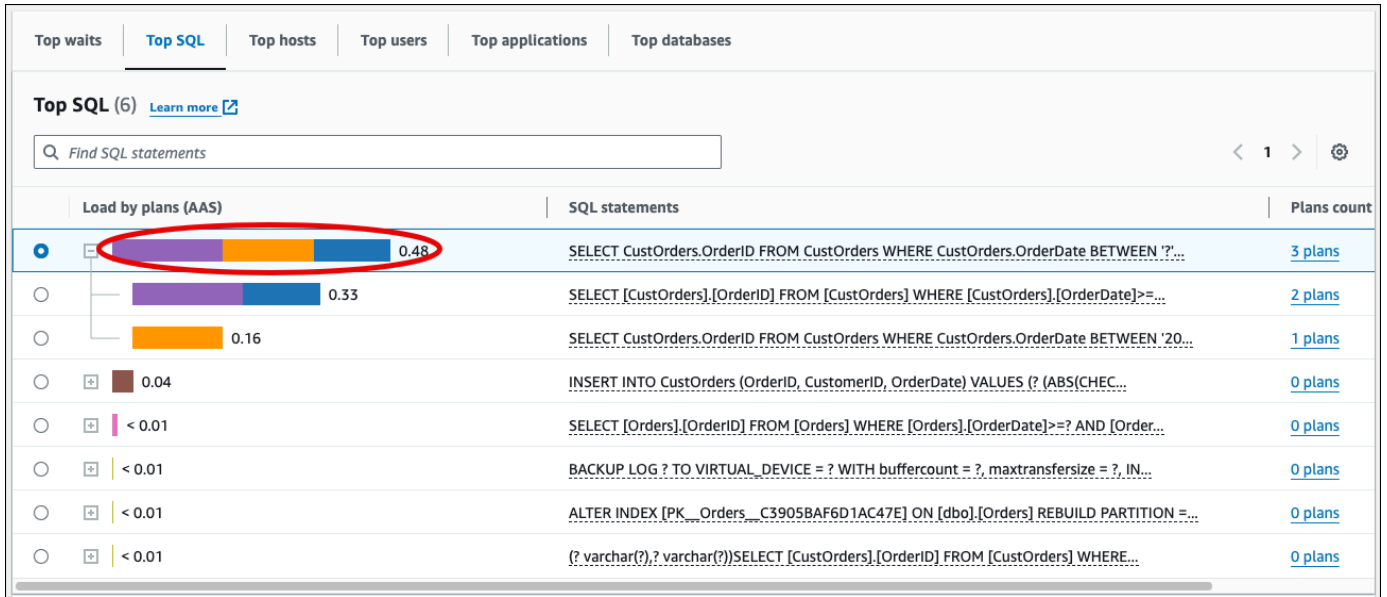 Top waits Top SQL Top hosts Top users Top applications Top databases
Top SQL (6) Learn more
Find SQL statements
1
Load by plans (AAS) SQL statements Plans count
0.48 SELECT CustOrders.OrderID FROM CustOrders WHERE CustOrders.OrderDate BETWEEN '?'... 3 plans
0.33 SELECT [CustOrders].[OrderID] FROM [CustOrders] WHERE [CustOrders].[OrderDate]>=... 2 plans
0.16 SELECT CustOrders.OrderID FROM CustOrders WHERE CustOrders.OrderDate BETWEEN '20... 1 plans
0.04 INSERT INTO CustOrders (OrderID, CustomerID, OrderDate) VALUES (? (ABS(CHEC... 0 plans
< 0.01 SELECT [Orders].[OrderID] FROM [Orders] WHERE [Orders].[OrderDate]>=? AND [Order... 0 plans
< 0.01 BACKUP LOG ? TO VIRTUAL_DEVICE = ? WITH buffercount = ?, maxtransfersize = ?, IN... 0 plans
< 0.01 ALTER INDEX [PK__Orders__C3905BAF6D1AC47E] ON [dbo].[Orders] REBUILD PARTITION =... 0 plans
< 0.01 (? varchar(?),? varchar(?))SELECT [CustOrders].[OrderID] FROM [CustOrders] WHERE... 0 plans